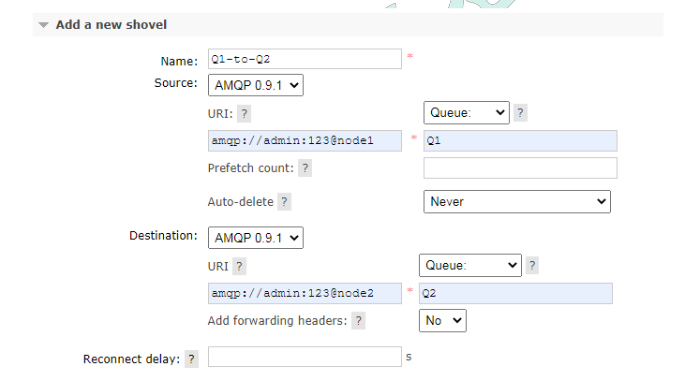 Add a new shovel
Name: Q1-to-Q2 *
Source: AMQP 0.9.1
URI: ? Queue: ?
amqp://admin:123@node1 * Q1
Prefetch count: ?
Auto-delete ? Never
Destination: AMQP 0.9.1
URI ? Queue: ?
amqp://admin:123@node2 * Q2
Add forwarding headers: ? No
Reconnect delay: ? s